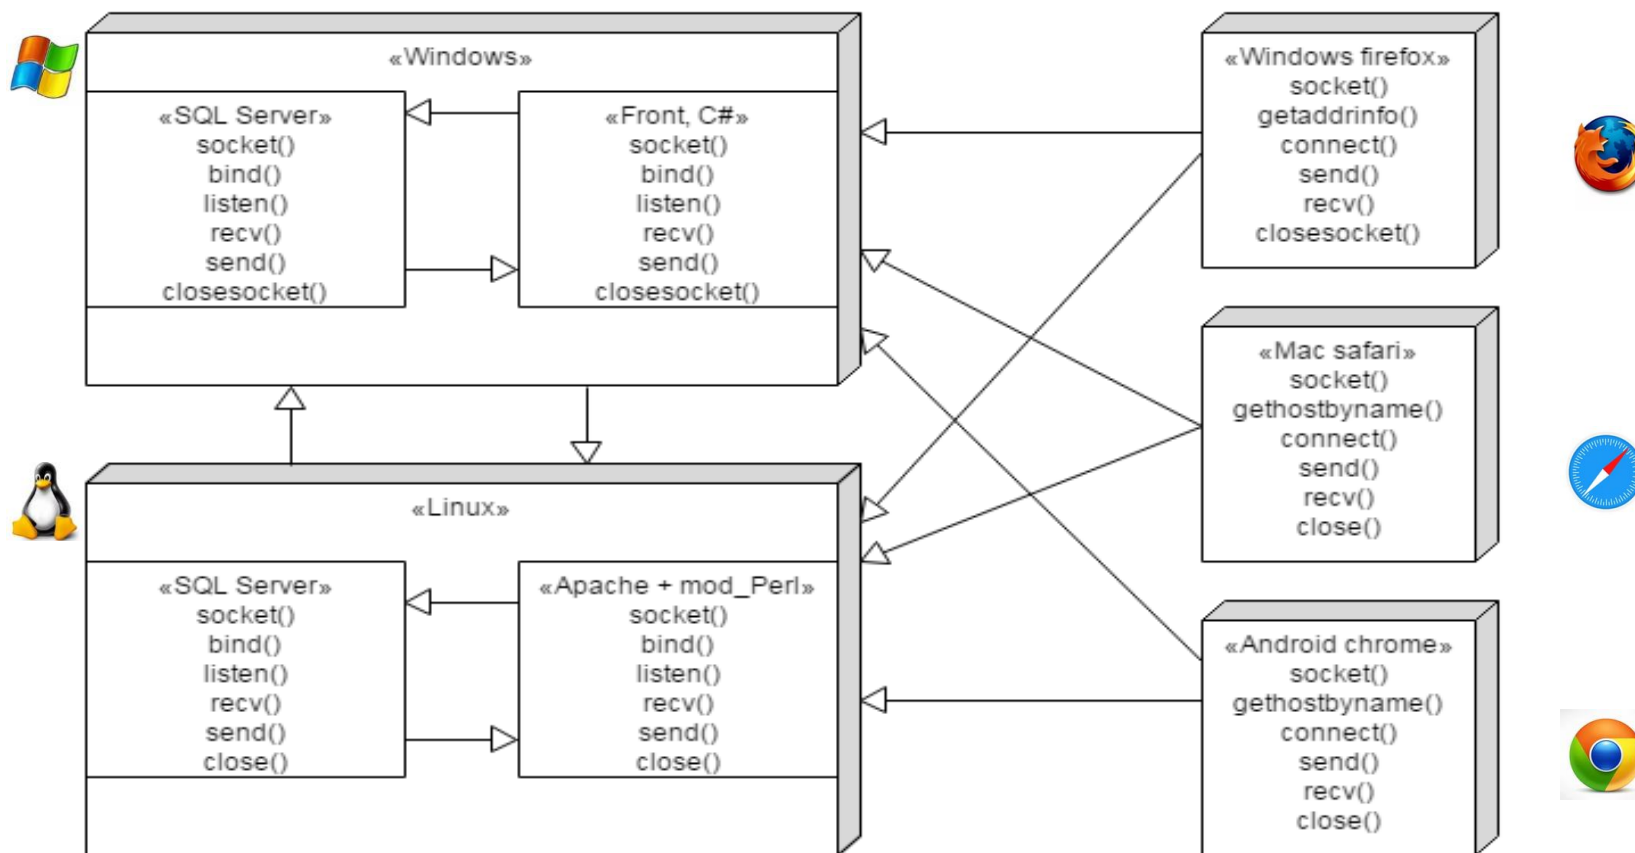 «Windows»
«SQL Server»
socket()
bind()
listen()
recv()
send()
closesocket()
«Front, C#»
socket()
bind()
listen()
recv()
send()
closesocket()
«Windows firefox»
socket()
getaddrinfo()
connect()
send()
recv()
closesocket()
«Mac safari»
socket()
gethostbyname()
connect()
send()
recv()
close()
«Linux»
«SQL Server»
socket()
bind()
listen()
recv()
send()
close()
«Apache + mod_Perl»
socket()
bind()
listen()
recv()
send()
close()
«Android chrome»
socket()
gethostbyname()
connect()
send()
recv()
close()